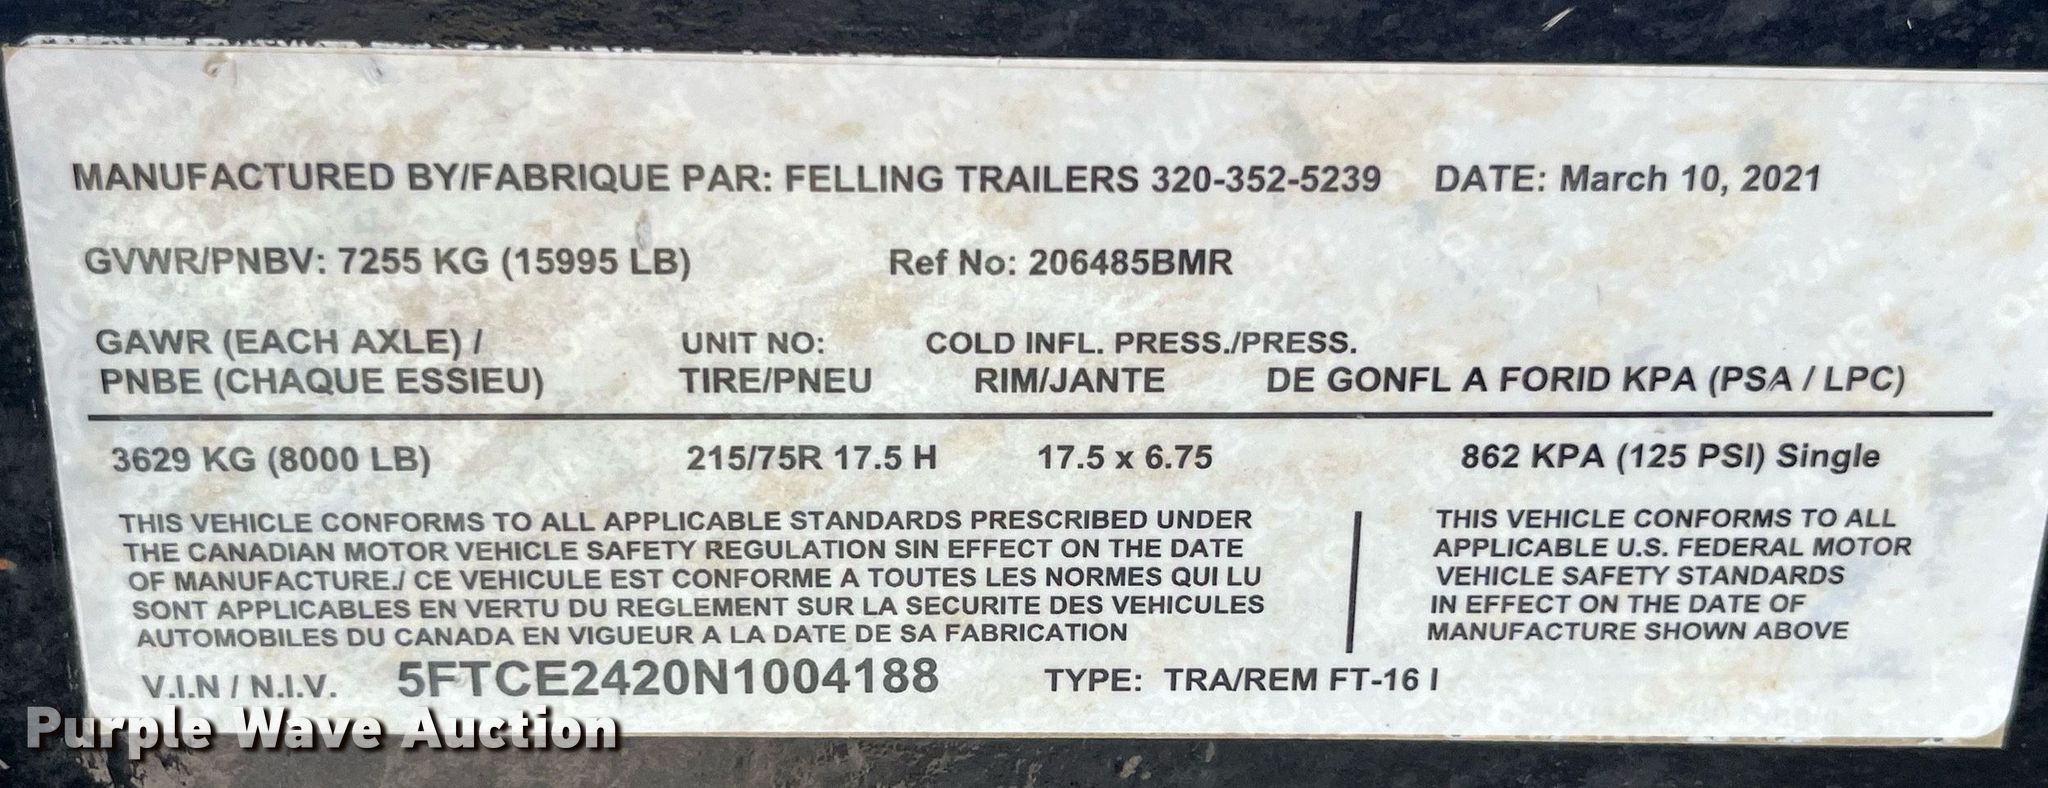 MANUFACTURED BY/FABRIQUE PAR: FELLING TRAILERS 320-352-5239 DATE: March 10, 2021
GVWR/PNBV: 7255 KG (15995 LB) Ref No: 206485BMR
GAWR (EACH AXLE) / UNIT NO: COLD INFL. PRESS./PRESS.
PNBE (CHAQUE ESSIEU) TIRE/PNEU RIM/JANTE DE GONFL A FORID KPA (PSA / LPC)
3629 KG (8000 LB) 215/75R 17.5 H 17.5 x 6.75 862 KPA (125 PSI) Single
THIS VEHICLE CONFORMS TO ALL APPLICABLE STANDARDS PRESCRIBED UNDER
THE CANADIAN MOTOR VEHICLE SAFETY REGULATION SIN EFFECT ON THE DATE
OF MANUFACTURE./ CE VEHICULE EST CONFORME A TOUTES LES NORMES QUI LU
SONT APPLICABLES EN VERTU DU REGLEMENT SUR LA SECURITE DES VEHICULES
AUTOMOBILES DU CANADA EN VIGUEUR A LA DATE DE SA FABRICATION
THIS VEHICLE CONFORMS TO ALL
APPLICABLE U.S. FEDERAL MOTOR
VEHICLE SAFETY STANDARDS
IN EFFECT ON THE DATE OF
MANUFACTURE SHOWN ABOVE
V.I.N / N.I.V. 5FTCE2420N1004188 TYPE: TRA/REM FT-16 I
Purple Wave Auction